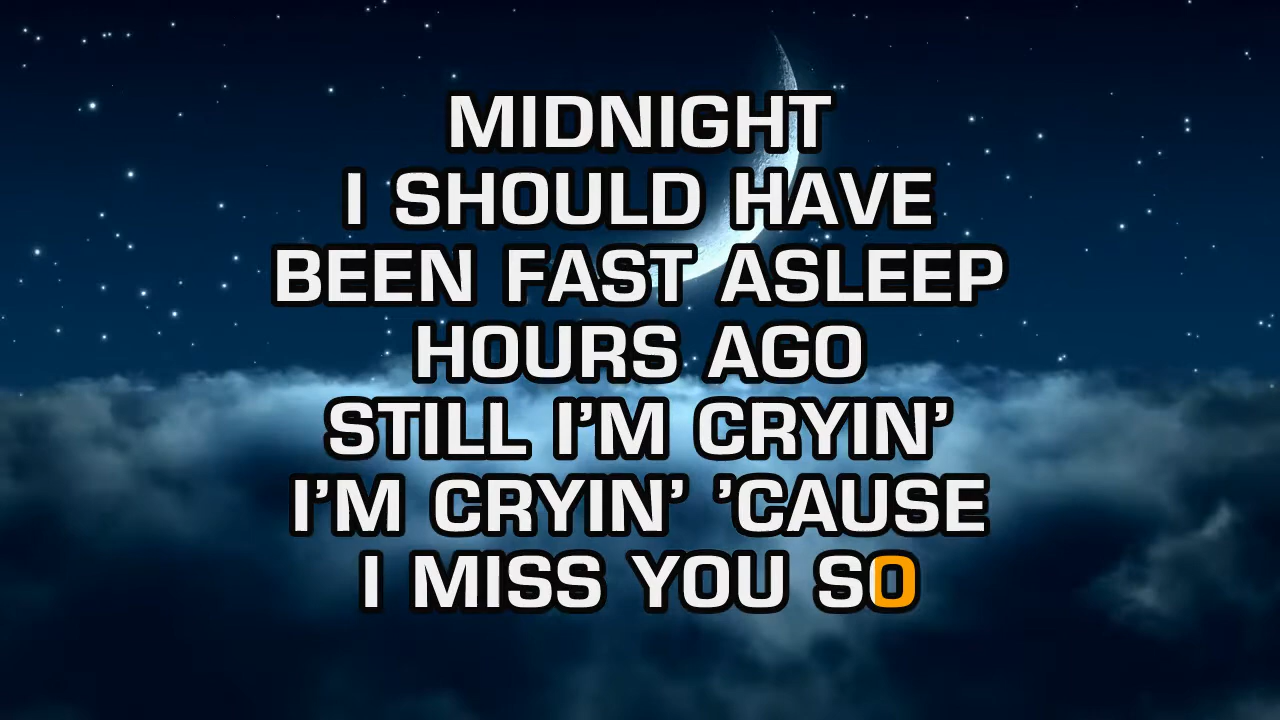 MIDNIGHT
I SHOULD HAVE
BEEN FAST ASLEEP
HOURS AGO
STILL I’M CRYIN’
I’M CRYIN’ ’CAUSE
I MISS YOU SO